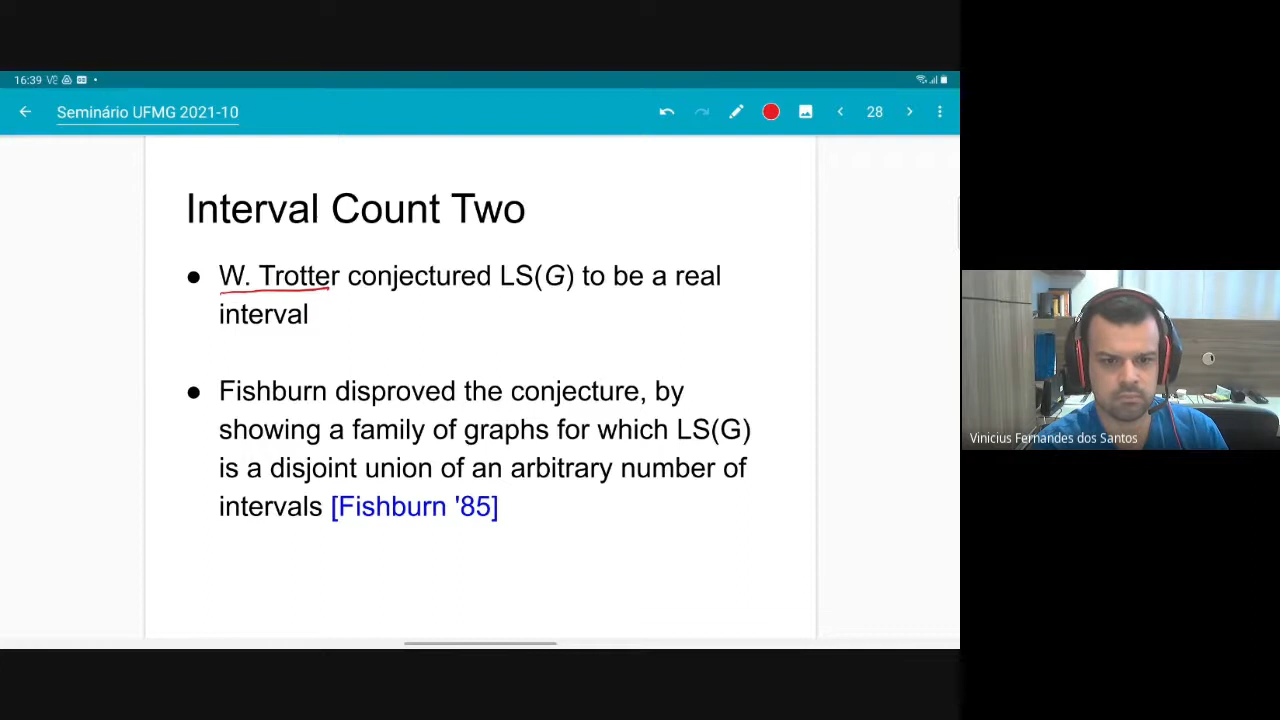 16:39
Seminário UFMG 2021-10
28
Interval Count Two
● W. Trotter conjectured LS(G) to be a real
interval
● Fishburn disproved the conjecture, by
showing a family of graphs for which LS(G)
is a disjoint union of an arbitrary number of
intervals [Fishburn '85]
Vinicius Fernandes dos Santos